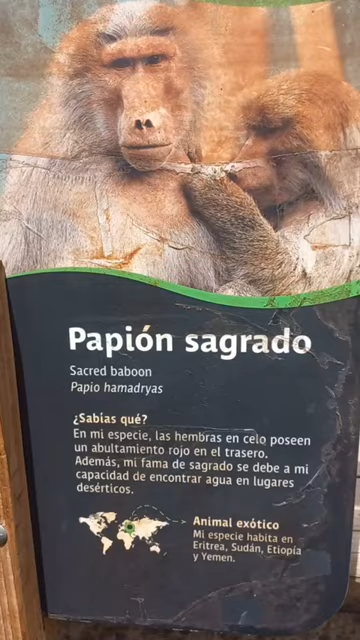 Papión sagrado
Sacred baboon
Papio hamadryas
¿Sabías qué?
En mi especie, las hembras en celo poseen
un abultamiento rojo en el trasero.
Además, mi fama de sagrado se debe a mi
capacidad de encontrar agua en lugares
desérticos.
Animal exótico
Mi especie habita en
Eritrea, Sudán, Etiopía
y Yemen.